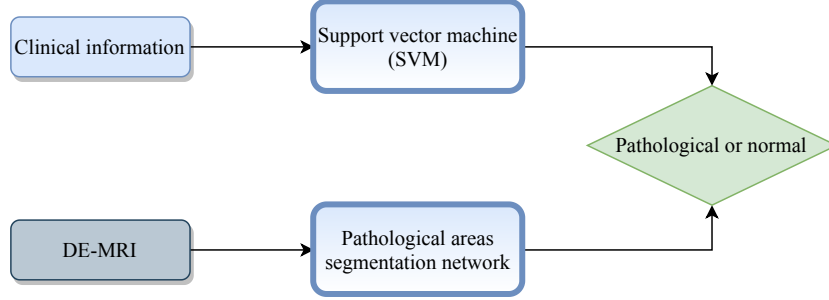 Clinical information
Support vector machine
(SVM)
Pathological or normal
DE-MRI
Pathological areas
segmentation network